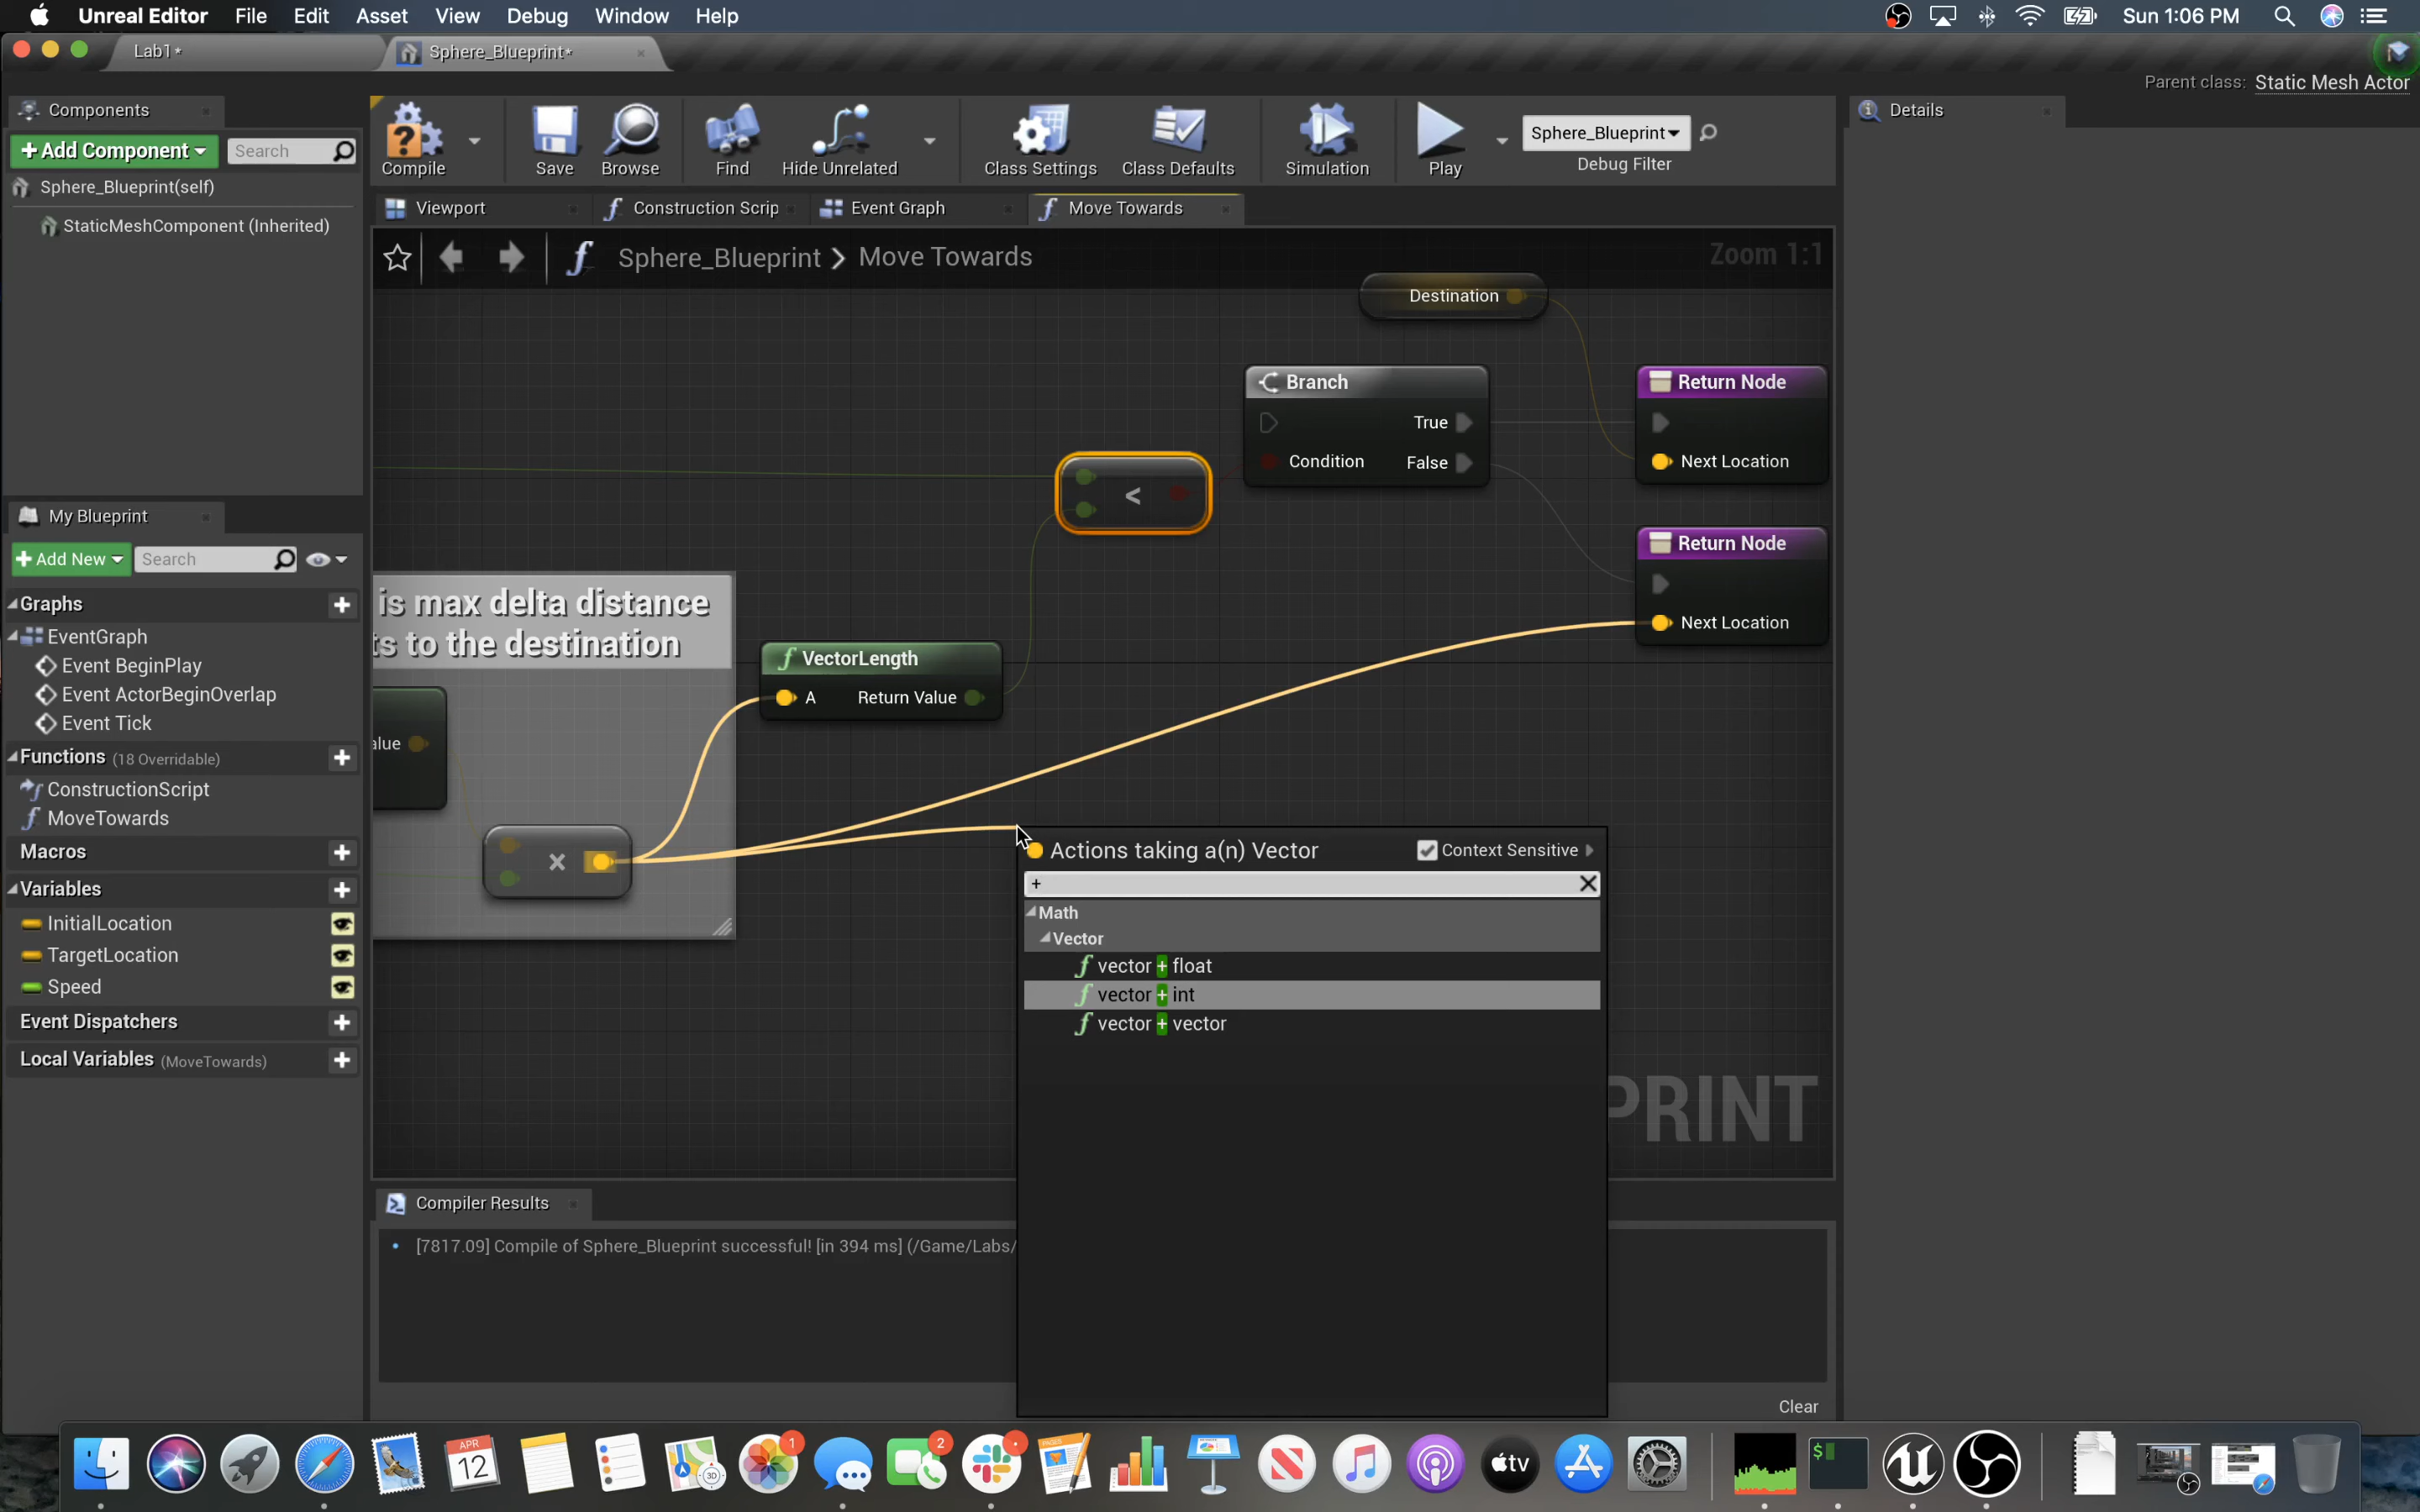 Unreal Editor File Edit Asset View Debug Window Help Sun 1:06 PM
Lab1*
Sphere_Blueprint*
Parent class: Static Mesh Actor
Components
+ Add Component
Search
Sphere_Blueprint(self)
StaticMeshComponent (Inherited)
Compile
Save
Browse
Find
Hide Unrelated
Class Settings
Class Defaults
Simulation
Play
Sphere_Blueprint
Debug Filter
Details
Viewport
Construction Scrip
Event Graph
Move Towards
Sphere_Blueprint > Move Towards
Zoom 1:1
Destination
Branch
True
Condition
False
Return Node
Next Location
<
Return Node
Next Location
is max delta distance
ts to the destination
VectorLength
A Return Value
alue
×
Actions taking a(n) Vector
Context Sensitive
+
Math
Vector
vector + float
vector + int
vector + vector
PRINT
My Blueprint
+ Add New
Search
Graphs
EventGraph
Event BeginPlay
Event ActorBeginOverlap
Event Tick
Functions (18 Overridable)
ConstructionScript
MoveTowards
Macros
Variables
InitialLocation
TargetLocation
Speed
Event Dispatchers
Local Variables (MoveTowards)
Compiler Results
[7817.09] Compile of Sphere_Blueprint successful! [in 394 ms] (/Game/Labs/
Clear
APR
12
3D
1
2
PAGES
tv
$